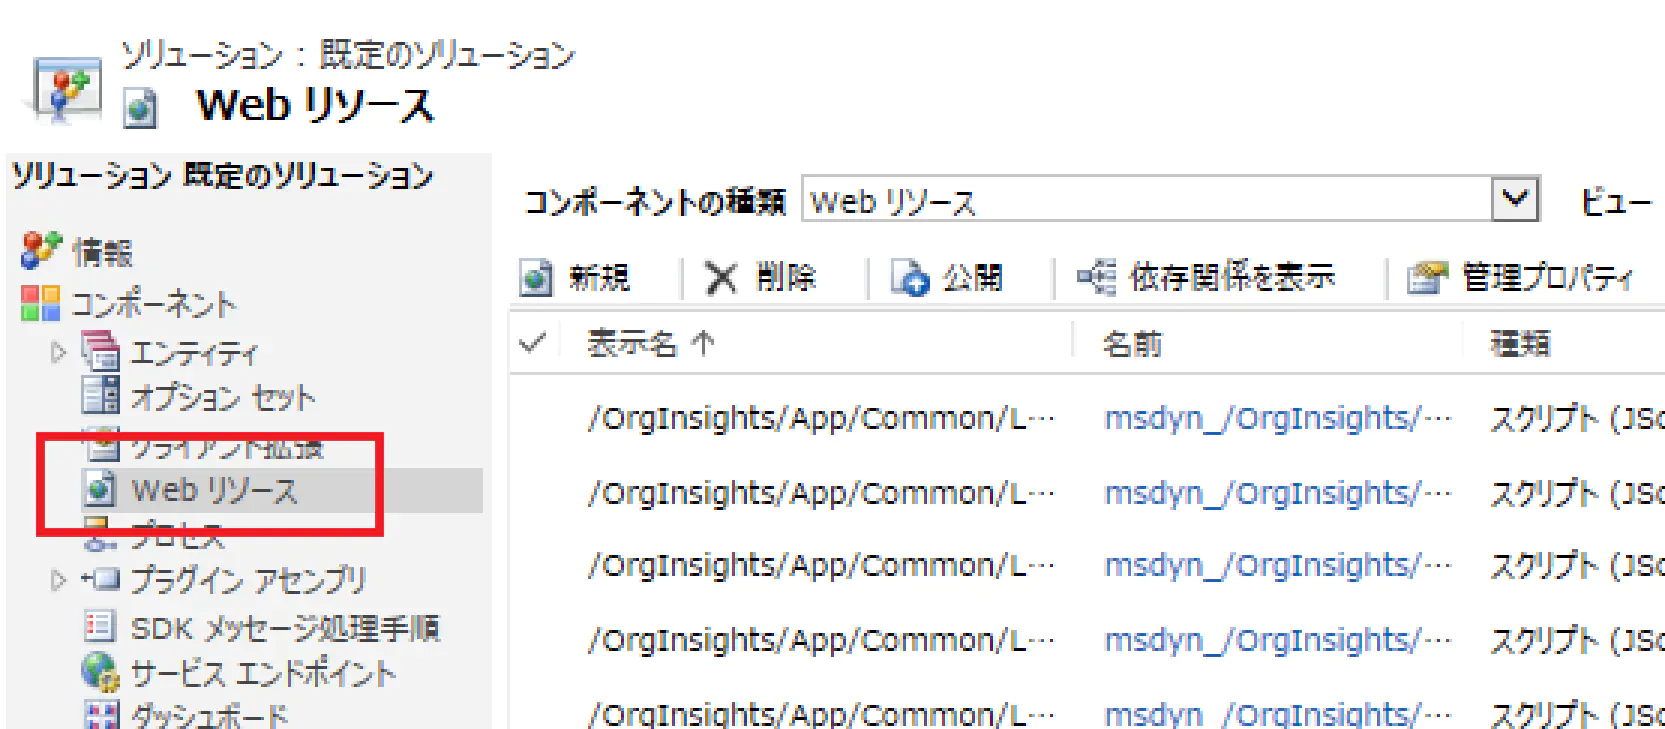 ソリューション : 既定のソリューション
Web リソース
ソリューション 既定のソリューション
情報
コンポーネント
エンティティ
オプション セット
クライアント拡張
Web リソース
プロセス
プラグイン アセンブリ
SDK メッセージ処理手順
サービス エンドポイント
ダッシュボード
コンポーネントの種類 Web リソース ビュー
新規 削除 公開 依存関係を表示 管理プロパティ
表示名 ↑ 名前 種類
/OrgInsights/App/Common/L… msdyn_/OrgInsights/… スクリプト (JSc
/OrgInsights/App/Common/L… msdyn_/OrgInsights/… スクリプト (JSc
/OrgInsights/App/Common/L… msdyn_/OrgInsights/… スクリプト (JSc
/OrgInsights/App/Common/L… msdyn_/OrgInsights/… スクリプト (JSc
/OrgInsights/App/Common/L… msdyn_/OrgInsights/… スクリプト (JSc